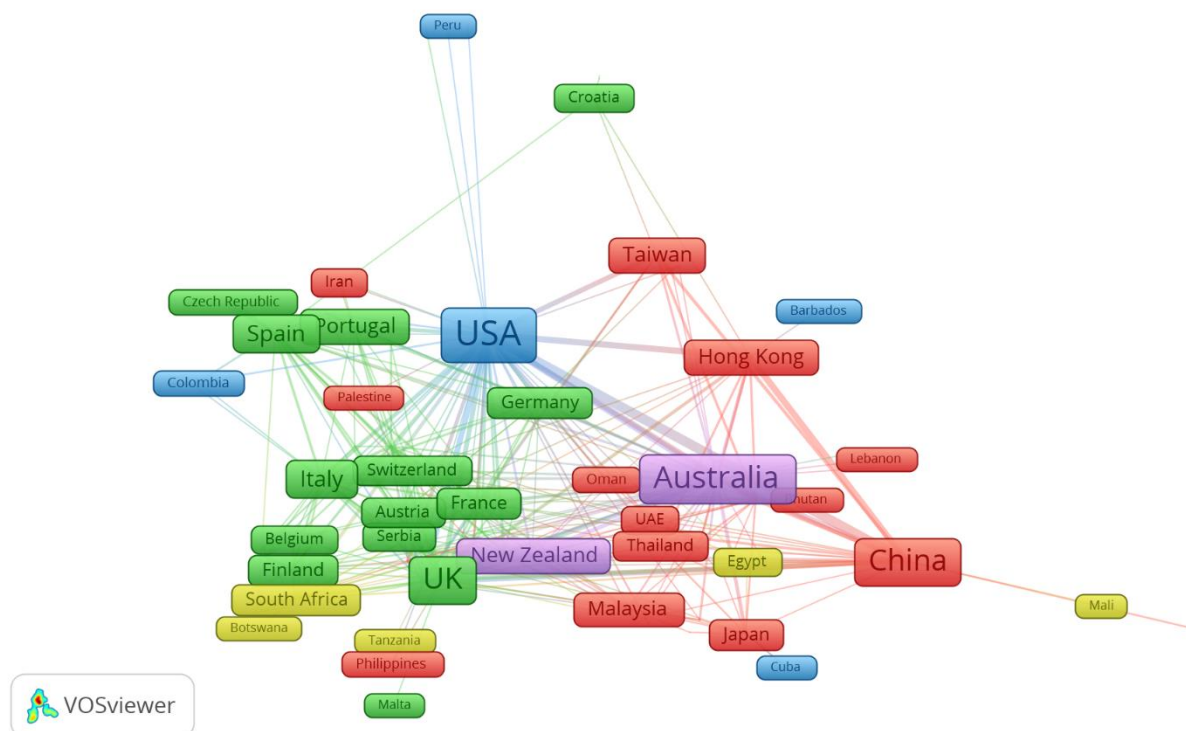 Peru
Croatia
Taiwan
Iran
Czech Republic
Barbados
Portugal
Spain
USA
Hong Kong
Colombia
Palestine
Germany
Lebanon
Switzerland
Italy
Oman
Australia
hutan
France
Austria
UAE
Serbia
Belgium
Thailand
New Zealand
Egypt
China
Finland
UK
South Africa
Malaysia
Mali
Botswana
Japan
Tanzania
Philippines
Cuba
Malta
VOSviewer